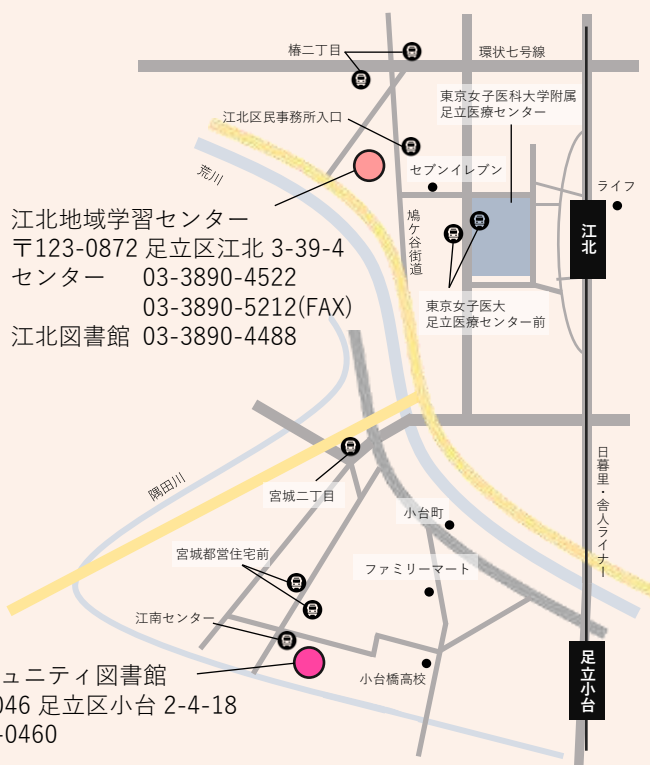 椿二丁目
環状七号線
東京女子医科大学附属
足立医療センター
江北区民事務所入口
セブンイレブン
荒川
ライフ
江北
鳩ケ谷街道
江北地域学習センター
〒123-0872 足立区江北 3-39-4
センター 03-3890-4522
03-3890-5212(FAX)
江北図書館 03-3890-4488
東京女子医大
足立医療センター前
日暮里・舎人ライナー
隅田川
宮城二丁目
小台町
宮城都営住宅前
ファミリーマート
江南センター
足立小台
小台橋高校
ュニティ図書館
046 足立区小台 2-4-18
-0460